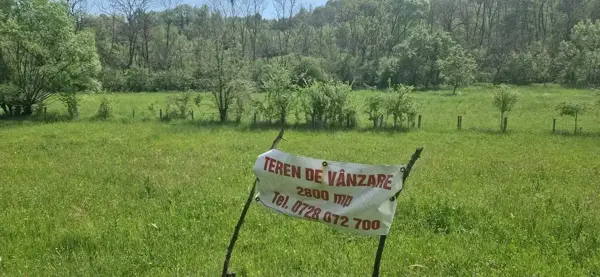 TEREN DE VÂNZARE
2800 mp
Tel. 0728 072 700